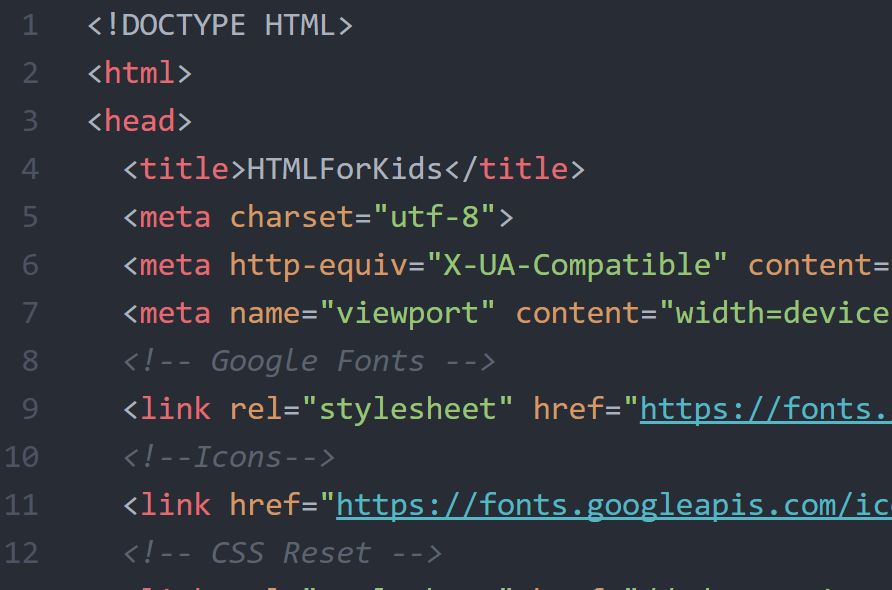 1 <!DOCTYPE HTML>
2 <html>
3 <head>
4 <title>HTMLForKids</title>
5 <meta charset="utf-8">
6 <meta http-equiv="X-UA-Compatible" content=
7 <meta name="viewport" content="width=device
8 <!-- Google Fonts -->
9 <link rel="stylesheet" href="https://fonts.
10 <!--Icons-->
11 <link href="https://fonts.googleapis.com/ic
12 <!-- CSS Reset -->